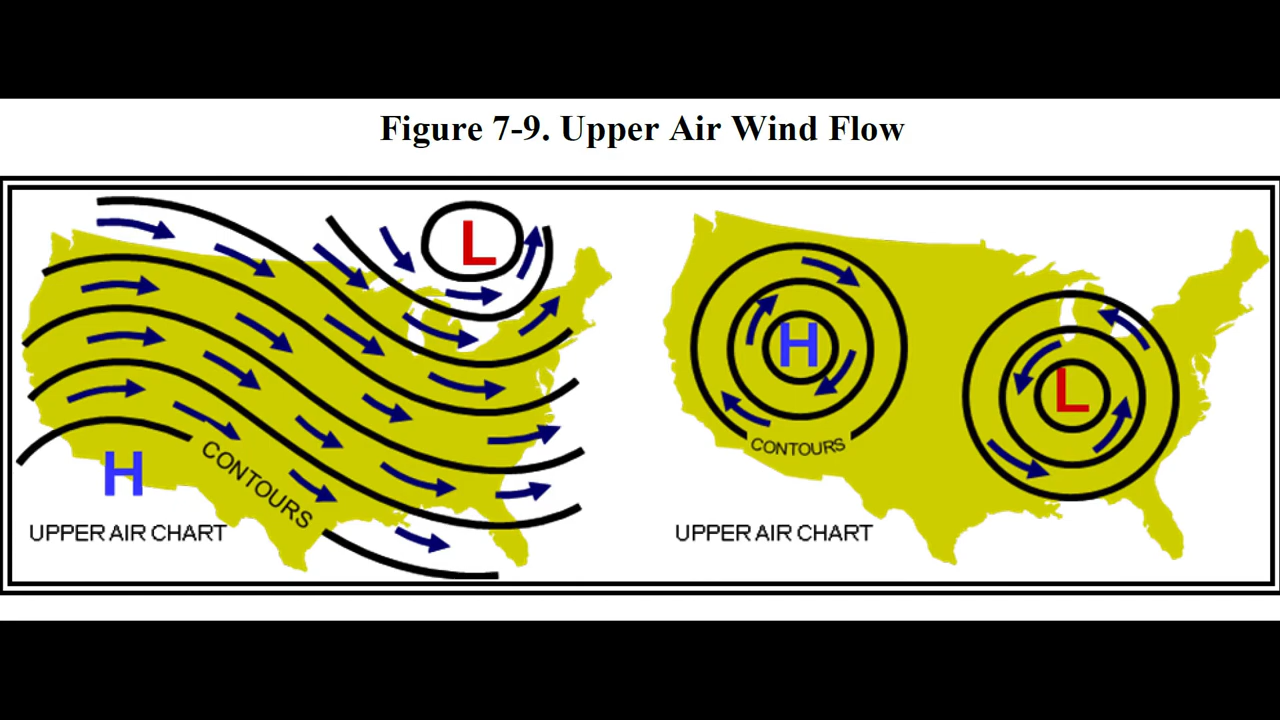 Figure 7-9. Upper Air Wind Flow
L
H
CONTOURS
UPPER AIR CHART
H
L
CONTOURS
UPPER AIR CHART